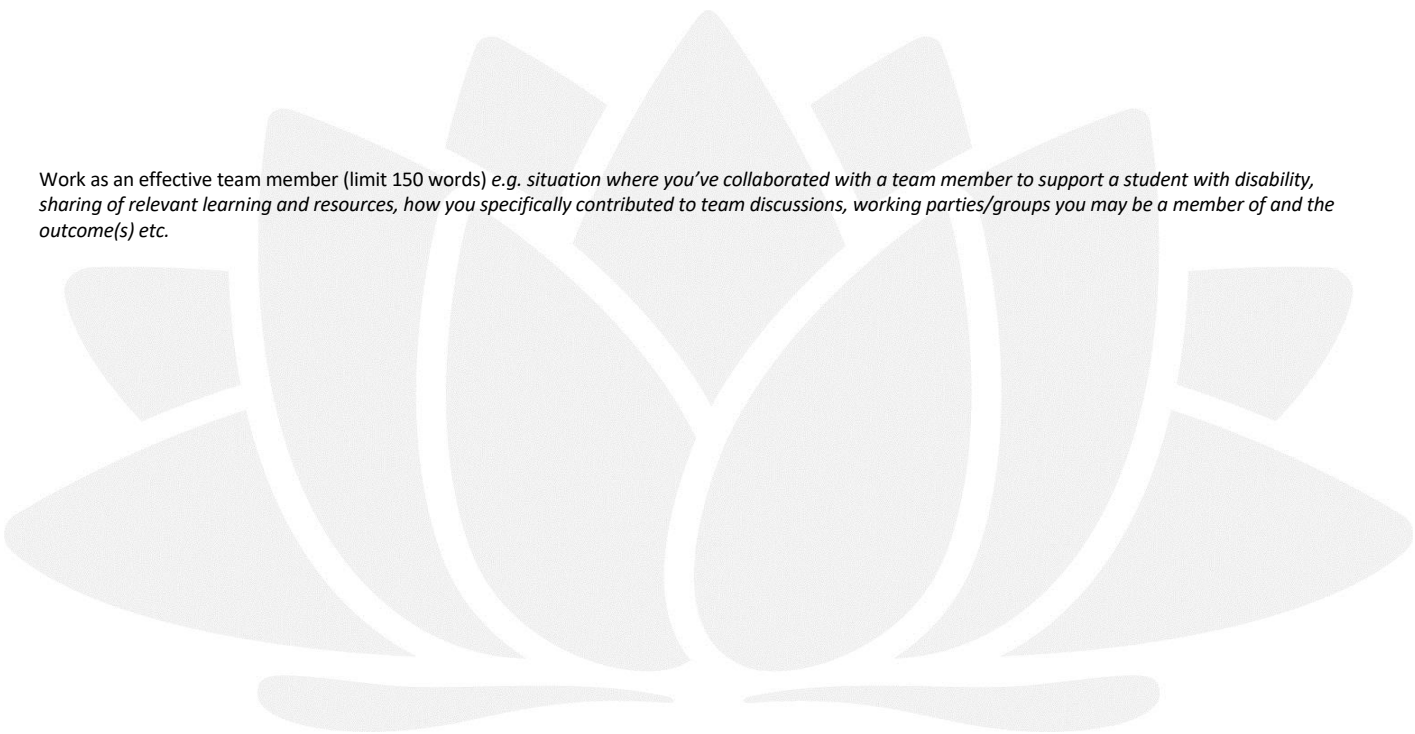 Work as an effective team member (limit 150 words) e.g. situation where you’ve collaborated with a team member to support a student with disability,
sharing of relevant learning and resources, how you specifically contributed to team discussions, working parties/groups you may be a member of and the
outcome(s) etc.